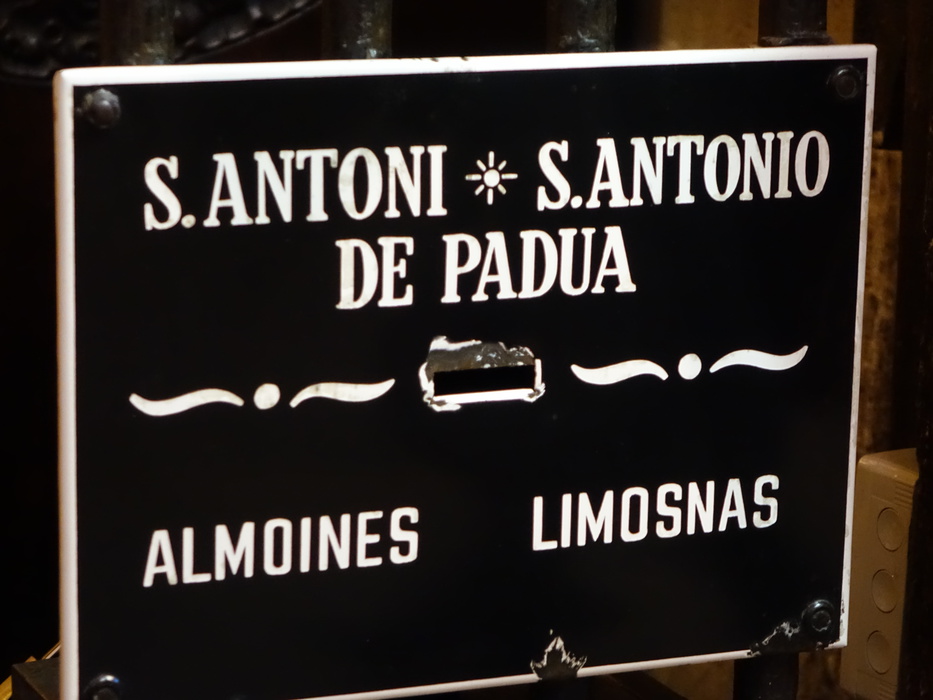 S. ANTONI S. ANTONIO
DE PADUA
ALMOINES LIMOSNAS